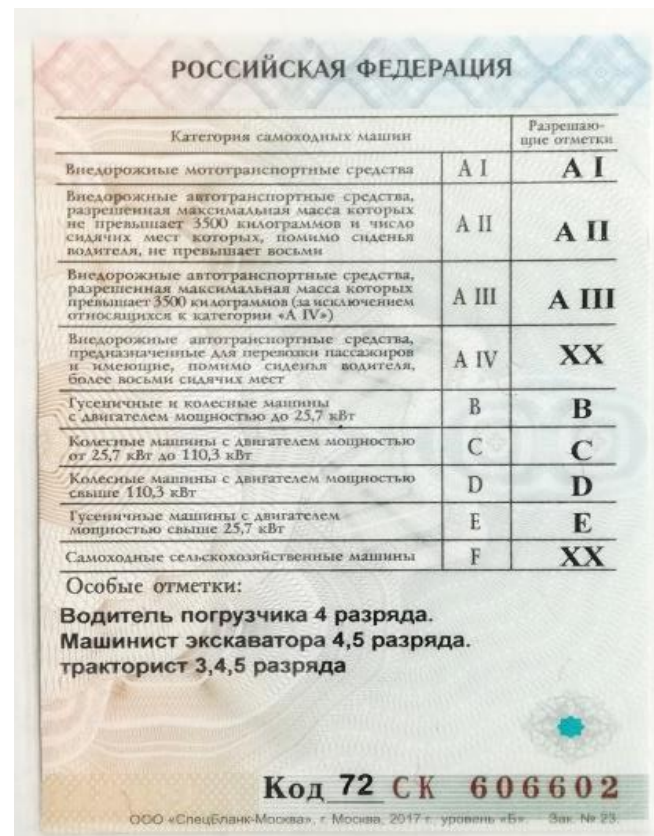 РОССИЙСКАЯ ФЕДЕРАЦИЯ
Категория самоходных машин
Разрешаю-
щие отметки
Внедорожные мототранспортные средства A I A I
Внедорожные автотранспортные средства,
разрешенная максимальная масса которых
не превышает 3500 килограммов и число
сидячих мест которых, помимо сиденья
водителя, не превышает восьми
A II A II
Внедорожные автотранспортные средства,
разрешенная максимальная масса которых
превышает 3500 килограммов (за исключением
относящихся к категории «A IV»)
A III A III
Внедорожные автотранспортные средства,
предназначенные для перевозки пассажиров
и имеющие, помимо сиденья водителя,
более восьми сидячих мест
A IV XX
Гусеничные и колесные машины
с двигателем мощностью до 25,7 кВт
B B
Колесные машины с двигателем мощностью
от 25,7 кВт до 110,3 кВт
C C
Колесные машины с двигателем мощностью
свыше 110,3 кВт
D D
Гусеничные машины с двигателем
мощностью свыше 25,7 кВт
E E
Самоходные сельскохозяйственные машины F XX
Особые отметки:
Водитель погрузчика 4 разряда.
Машинист экскаватора 4,5 разряда.
тракторист 3,4,5 разряда
Код 72 СК 606602
ООО «СпецБланк-Москва», г. Москва, 2017 г., уровень «Б». Зак. № 23.